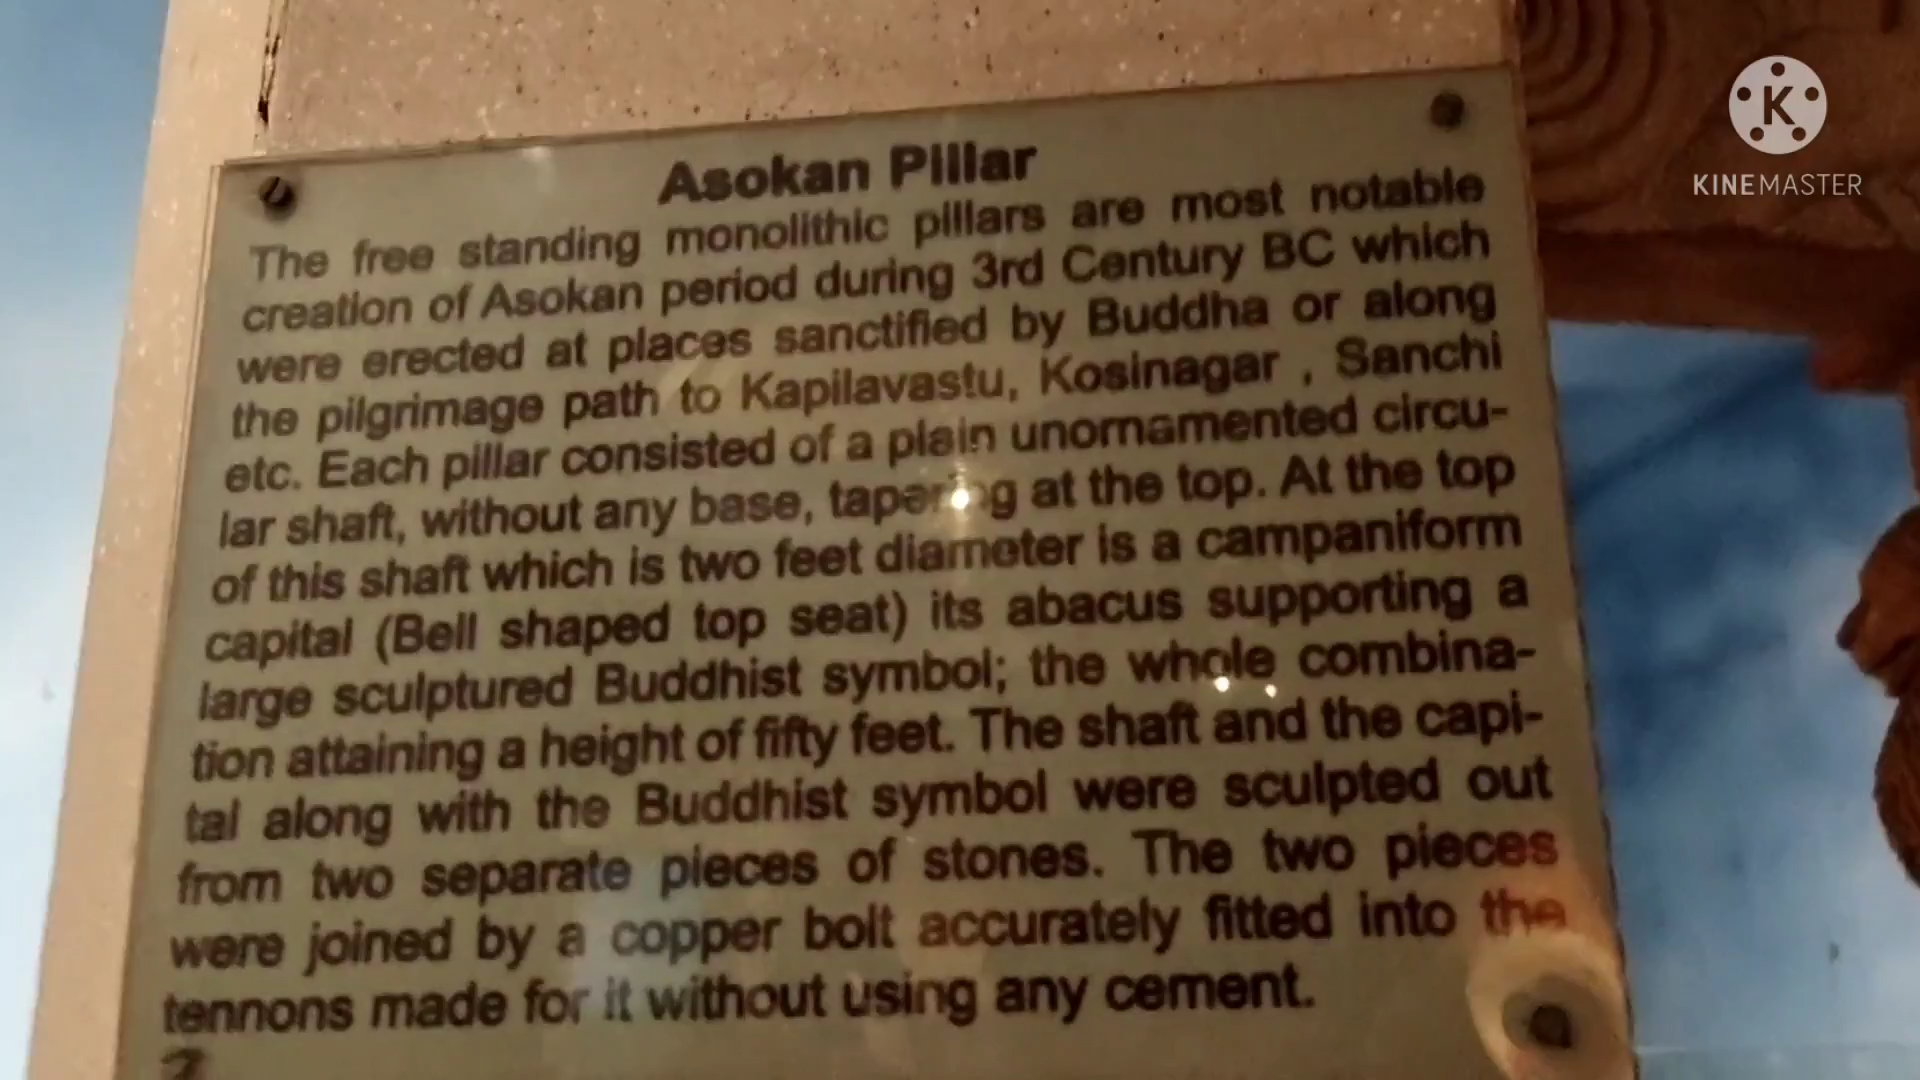 Asokan Pillar
The free standing monolithic pillars are most notable
creation of Asokan period during 3rd Century BC which
were erected at places sanctified by Buddha or along
the pilgrimage path to Kapilavastu, Kosinagar , Sanchi
etc. Each pillar consisted of a plain unornamented circu-
lar shaft, without any base, tapering at the top. At the top
of this shaft which is two feet diameter is a campaniform
capital (Bell shaped top seat) its abacus supporting a
large sculptured Buddhist symbol; the whole combina-
tion attaining a height of fifty feet. The shaft and the capi-
tal along with the Buddhist symbol were sculpted out
from two separate pieces of stones. The two pieces
were joined by a copper bolt accurately fitted into the
tennons made for it without using any cement.
K
KINEMASTER